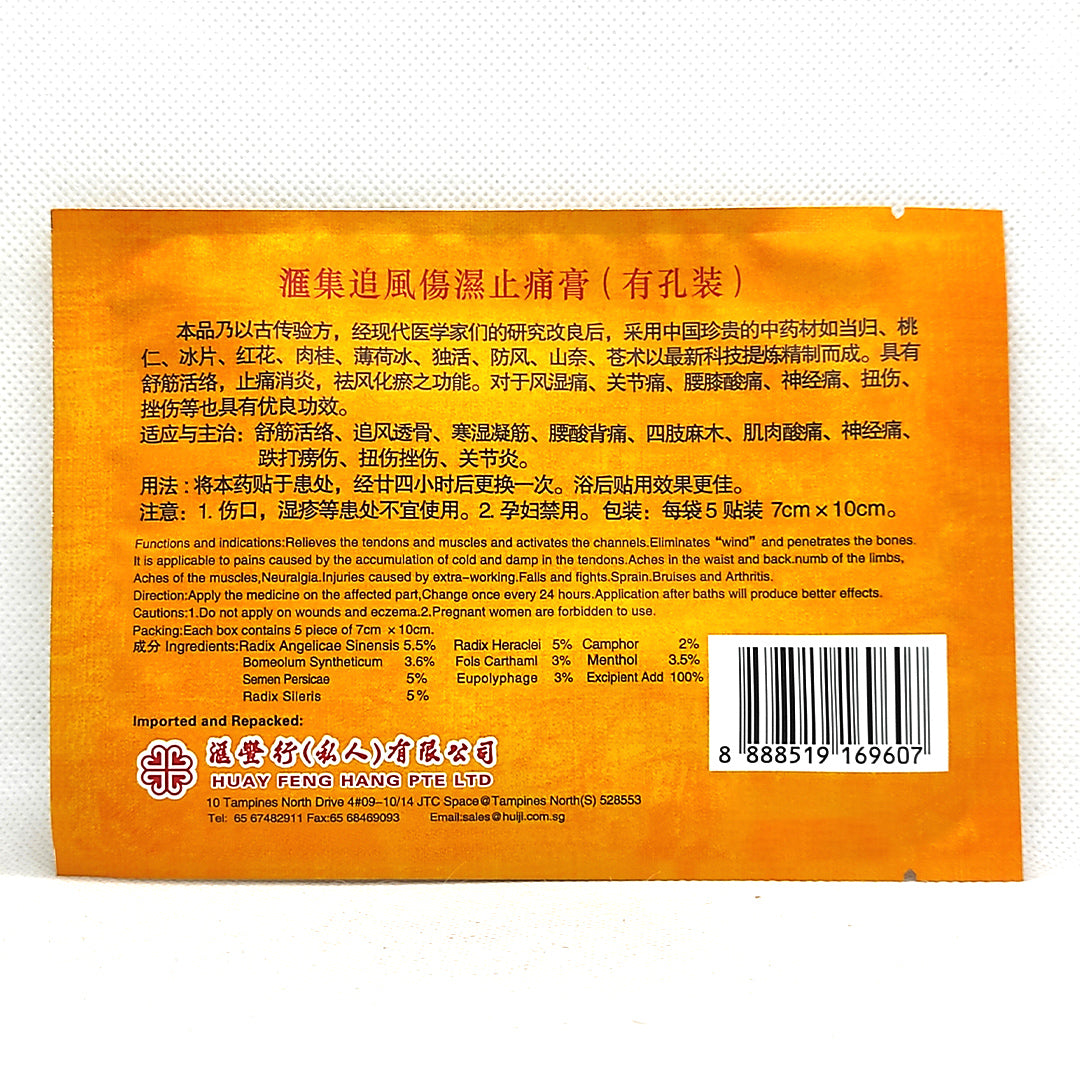 滙集追風傷濕止痛膏（有孔装）
本品乃以古传验方，经现代医学家们的研究改良后，采用中国珍贵的中药材如当归、桃
仁、冰片、红花、肉桂、薄荷冰、独活、防风、山奈、苍术以最新科技提炼精制而成。具有
舒筋活络，止痛消炎，祛风化瘀之功能。对于风湿痛、关节痛、腰膝酸痛、神经痛、扭伤、
挫伤等也具有优良功效。
适应与主治：舒筋活络、追风透骨、寒湿凝筋、腰酸背痛、四肢麻木、肌肉酸痛、神经痛、
跌打痨伤、扭伤挫伤、关节炎。
用法：将本药贴于患处，经廿四小时后更换一次。浴后贴用效果更佳。
注意：1. 伤口，湿疹等患处不宜使用。2. 孕妇禁用。包装：每袋5贴装 7cm×10cm。
Functions and indications:Relieves the tendons and muscles and activates the channels.Eliminates “wind” and penetrates the bones.
It is applicable to pains caused by the accumulation of cold and damp in the tendons.Aches in the waist and back.numb of the limbs,
Aches of the muscles,Neuralgia.Injuries caused by extra-working.Falls and fights.Sprain.Bruises and Arthritis.
Direction:Apply the medicine on the affected part,Change once every 24 hours.Application after baths will produce better effects.
Cautions:1.Do not apply on wounds and eczema.2.Pregnant women are forbidden to use.
Packing:Each box contains 5 piece of 7cm ×10cm.
成分 Ingredients:Radix Angelicae Sinensis 5.5% Radix Heraclei 5% Camphor 2%
Bomeolum Syntheticum 3.6% Fols Carthami 3% Menthol 3.5%
Semen Persicae 5% Eupolyphage 3% Excipient Add 100%
Radix Sileris 5%
Imported and Repacked:
滙豐行(私人)有限公司
HUAY FENG HANG PTE LTD
10 Tampines North Drive 4#09-10/14 JTC Space@Tampines North(S) 528553
Tel: 65 67482911 Fax:65 68469093 Email:sales@huiji.com.sg
8 888519 169607